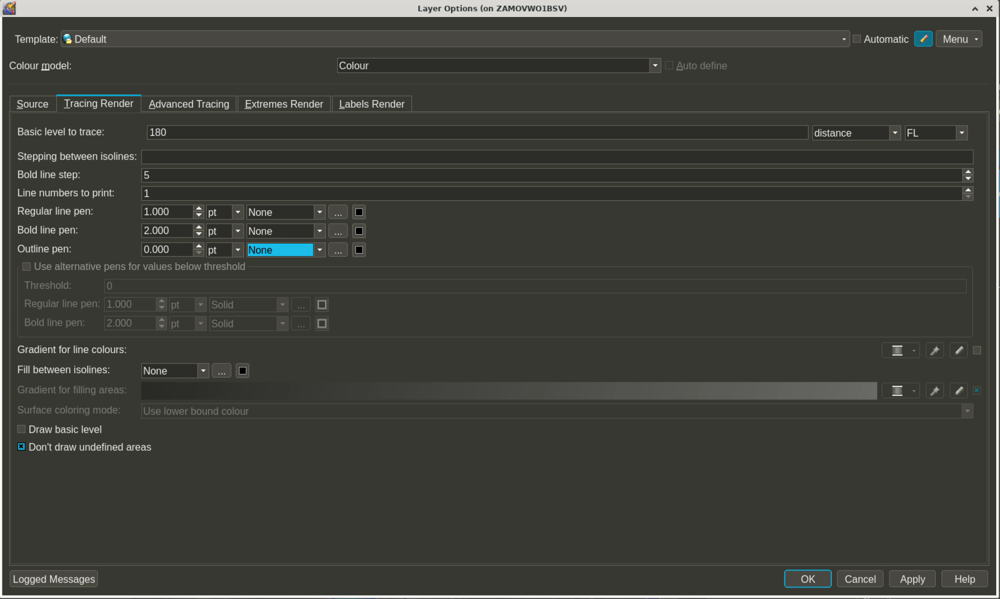 Layer Options (on ZAMOVWO1BSV)
Template: Default Automatic Menu
Colour model: Colour Auto define
Source Tracing Render Advanced Tracing Extremes Render Labels Render
Basic level to trace: 180 distance FL
Stepping between isolines:
Bold line step: 5
Line numbers to print: 1
Regular line pen: 1.000 pt None ...
Bold line pen: 2.000 pt None ...
Outline pen: 0.000 pt None ...
Use alternative pens for values below threshold
Threshold: 0
Regular line pen: 1.000 pt Solid ...
Bold line pen: 2.000 pt Solid ...
Gradient for line colours:
Fill between isolines: None ...
Gradient for filling areas:
Surface coloring mode: Use lower bound colour
Draw basic level
Don't draw undefined areas
Logged Messages OK Cancel Apply Help